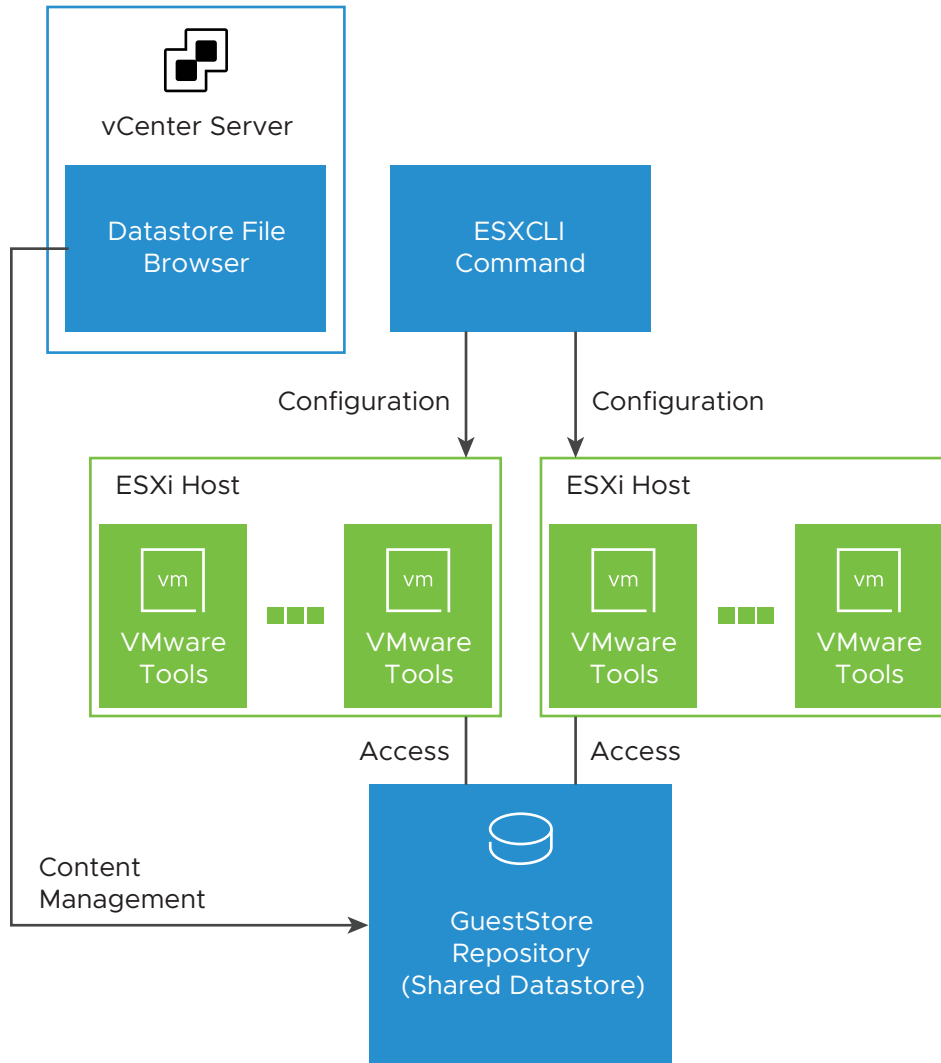 vCenter Server
Datastore File
Browser
ESXCLI
Command
Configuration
Configuration
ESXi Host
vm
VMware
Tools
vm
VMware
Tools
ESXi Host
vm
VMware
Tools
vm
VMware
Tools
Access
Access
Content
Management
GuestStore
Repository
(Shared Datastore)